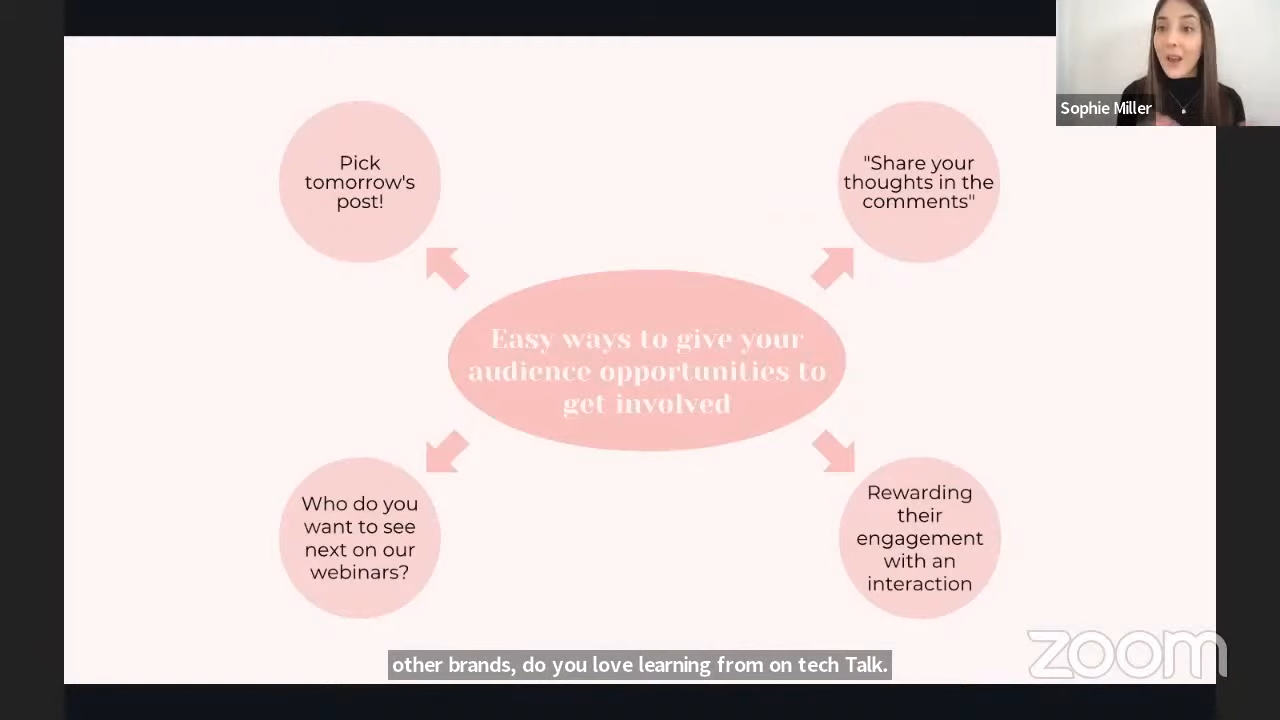 Sophie Miller
Pick
tomorrow's
post!
"Share your
thoughts in the
comments"
Easy ways to give your
audience opportunities to
get involved
Who do you
want to see
next on our
webinars?
Rewarding
their
engagement
with an
interaction
other brands, do you love learning from on tech Talk.
zoom